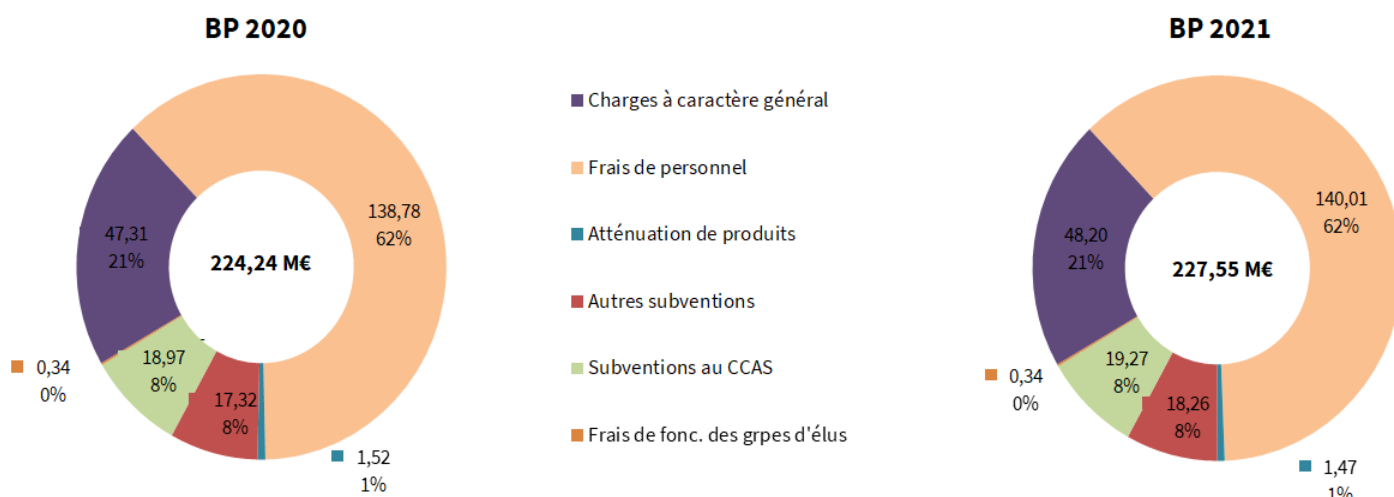 BP 2020
138,78
62%
47,31
21%
224,24 M€
18,97
8%
17,32
8%
0,34
0%
1,52
1%
Charges à caractère général
Frais de personnel
Atténuation de produits
Autres subventions
Subventions au CCAS
Frais de fonc. des grpes d'élus
BP 2021
140,01
62%
48,20
21%
227,55 M€
19,27
8%
18,26
8%
0,34
0%
1,47
1%